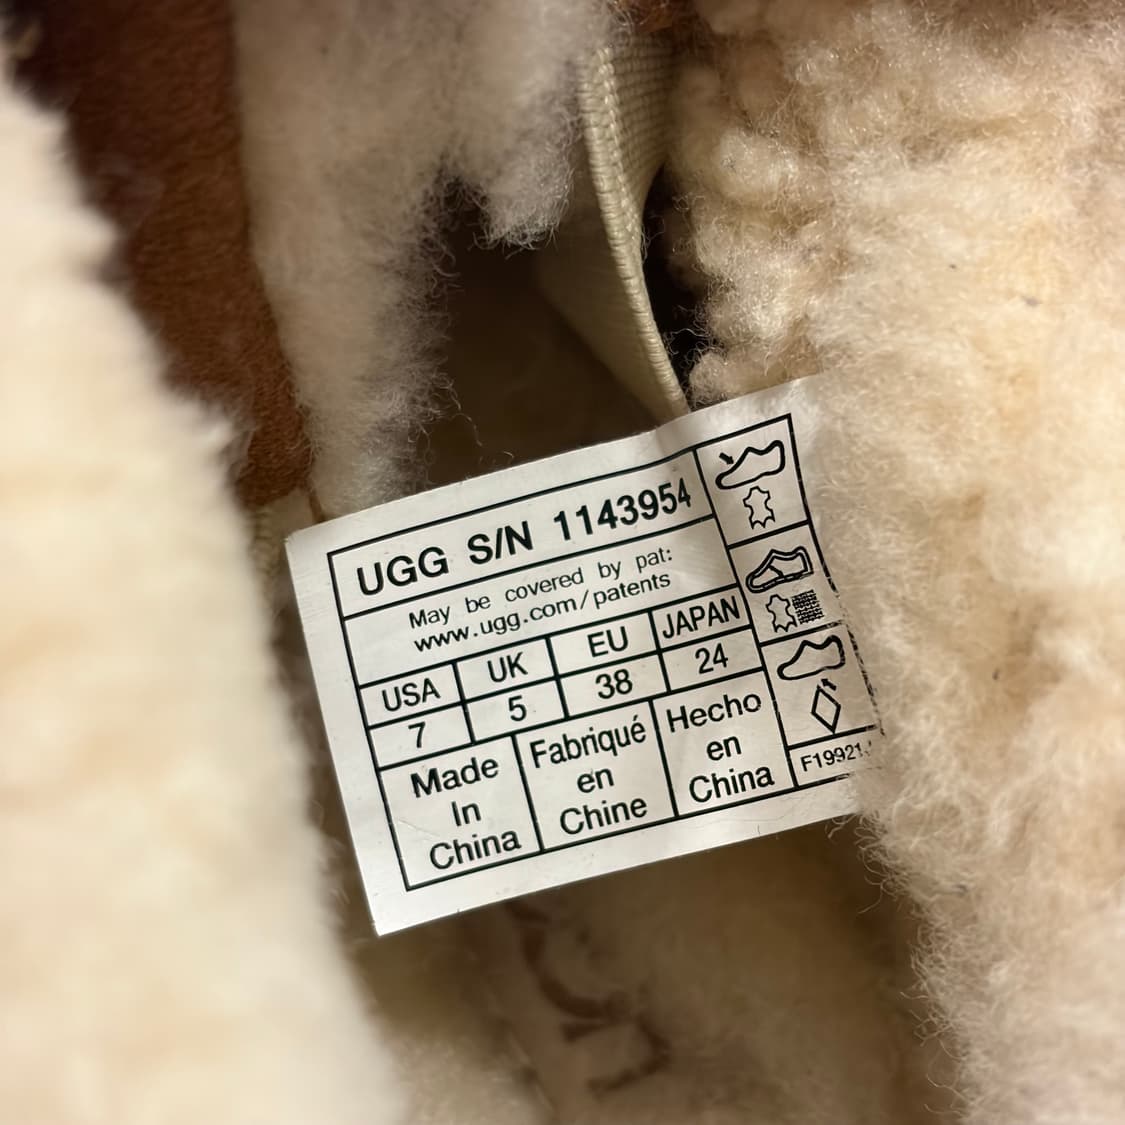 UGG S/N 1143954
May be covered by pat:
www.ugg.com/patents
USA UK EU JAPAN
7 5 38 24
Made In China
Fabriqué en Chine
Hecho en China